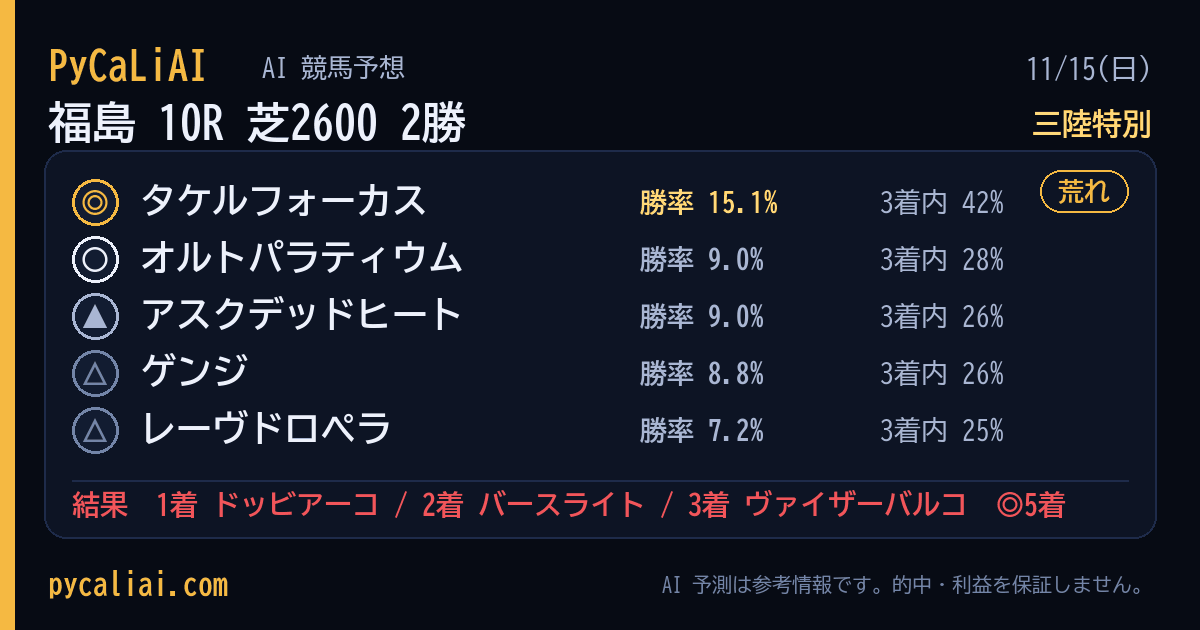 PyCaLiAI AI 競馬予想 11/15(日)
福島 10R 芝2600 2勝 三陸特別
◎ タケルフォーカス 勝率 15.1% 3着内 42% 荒れ
○ オルトパラティウム 勝率 9.0% 3着内 28%
▲ アスクデッドヒート 勝率 9.0% 3着内 26%
△ ゲンジ 勝率 8.8% 3着内 26%
△ レーヴドロペラ 勝率 7.2% 3着内 25%
結果 1着 ドッビアーコ / 2着 バースライト / 3着 ヴァイザーバルコ ◎5着
pycaliai.com AI 予測は参考情報です。的中・利益を保証しません。